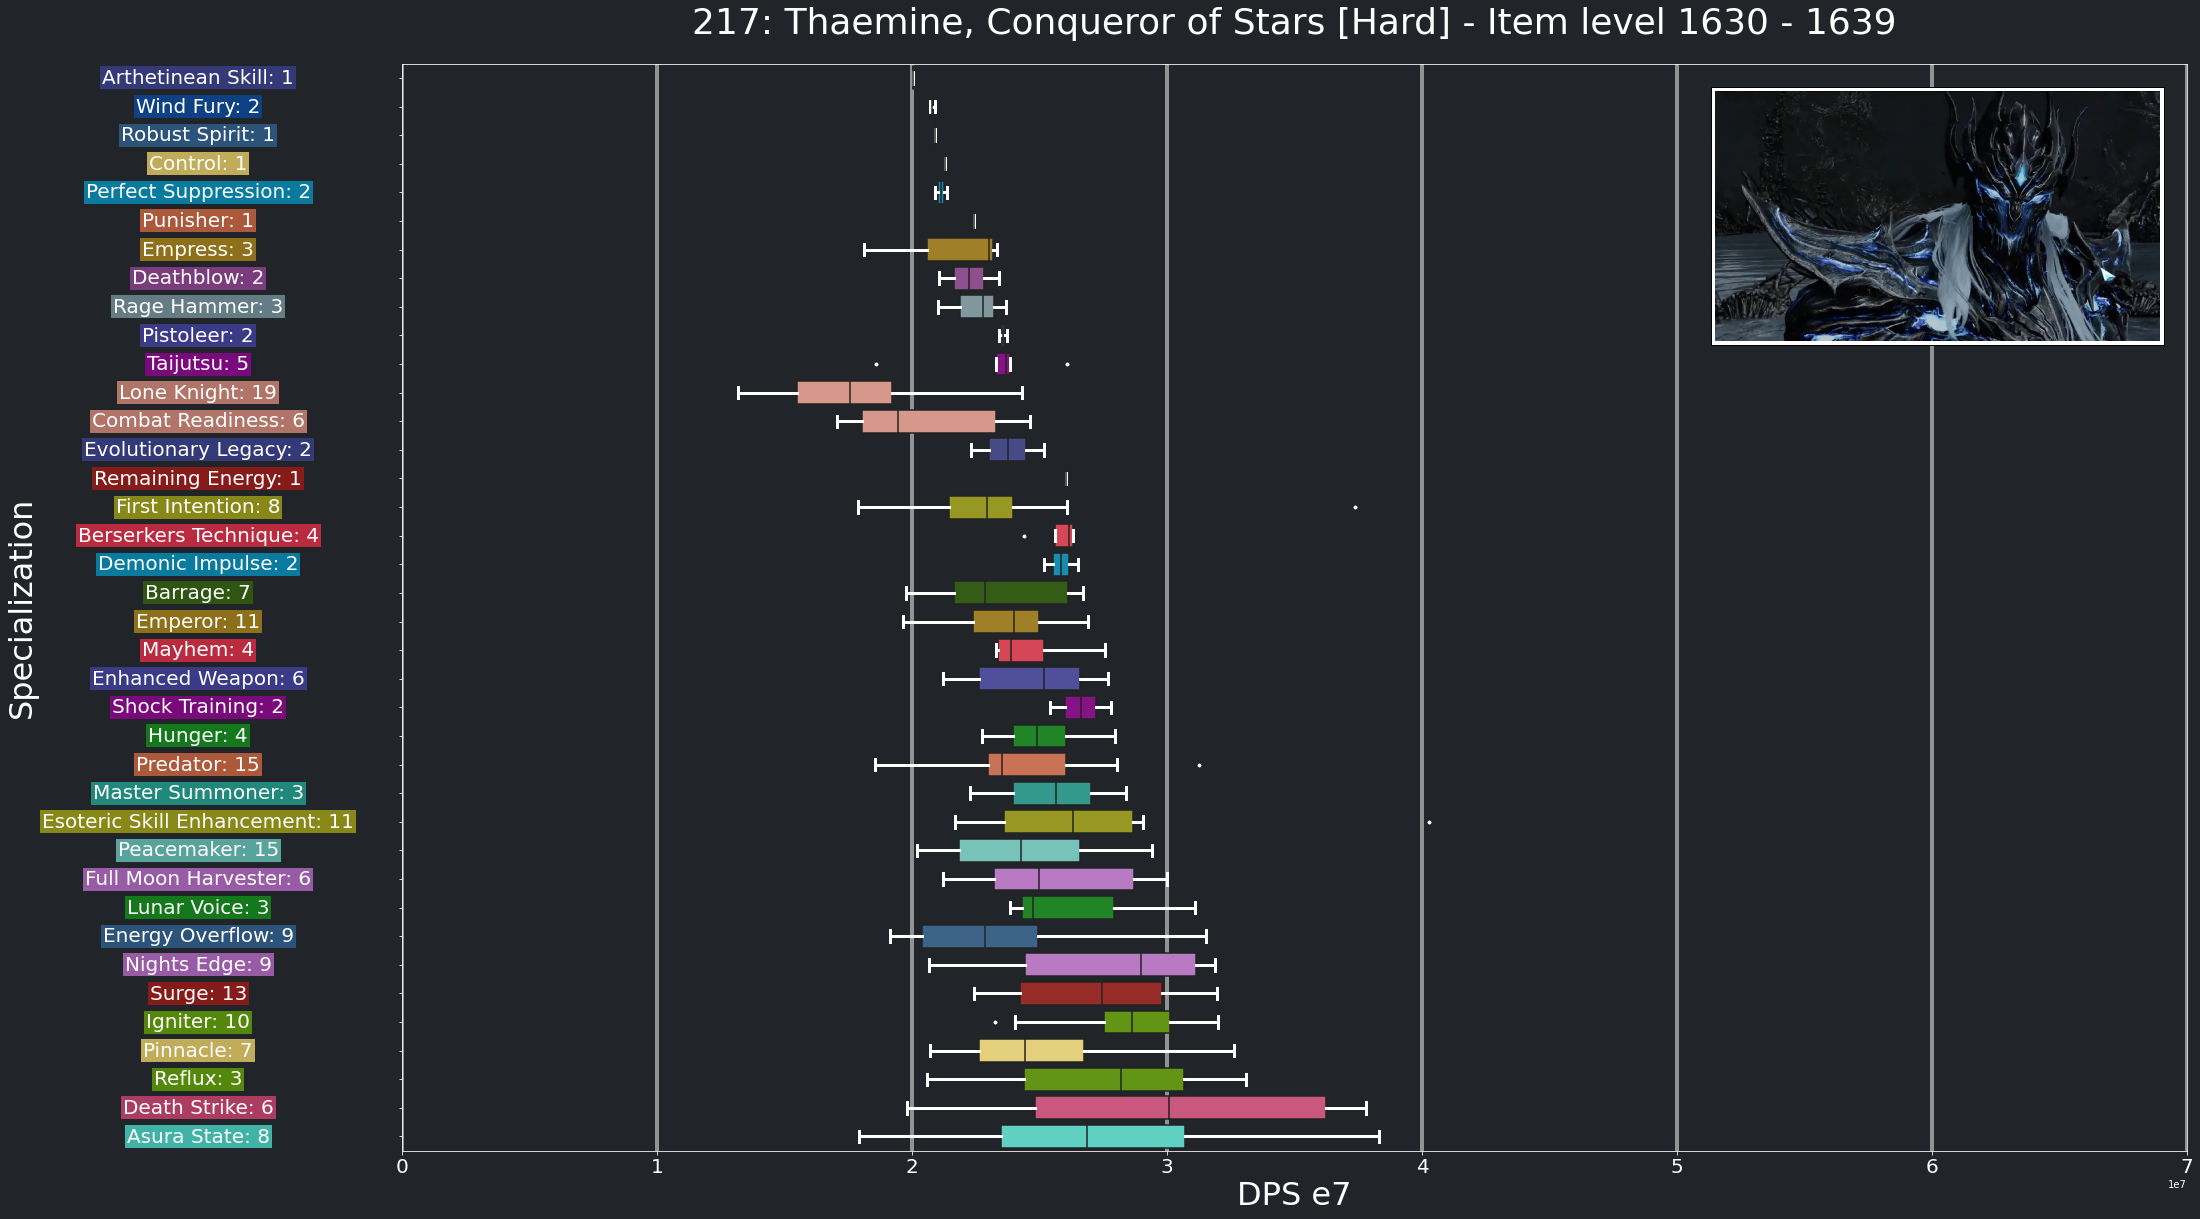 217: Thaemine, Conqueror of Stars [Hard] - Item level 1630 - 1639
Specialization
Arthetinean Skill: 1
Wind Fury: 2
Robust Spirit: 1
Control: 1
Perfect Suppression: 2
Punisher: 1
Empress: 3
Deathblow: 2
Rage Hammer: 3
Pistoleer: 2
Taijutsu: 5
Lone Knight: 19
Combat Readiness: 6
Evolutionary Legacy: 2
Remaining Energy: 1
First Intention: 8
Berserkers Technique: 4
Demonic Impulse: 2
Barrage: 7
Emperor: 11
Mayhem: 4
Enhanced Weapon: 6
Shock Training: 2
Hunger: 4
Predator: 15
Master Summoner: 3
Esoteric Skill Enhancement: 11
Peacemaker: 15
Full Moon Harvester: 6
Lunar Voice: 3
Energy Overflow: 9
Nights Edge: 9
Surge: 13
Igniter: 10
Pinnacle: 7
Reflux: 3
Death Strike: 6
Asura State: 8
0 1 2 3 4 5 6 7
1e7
DPS e7